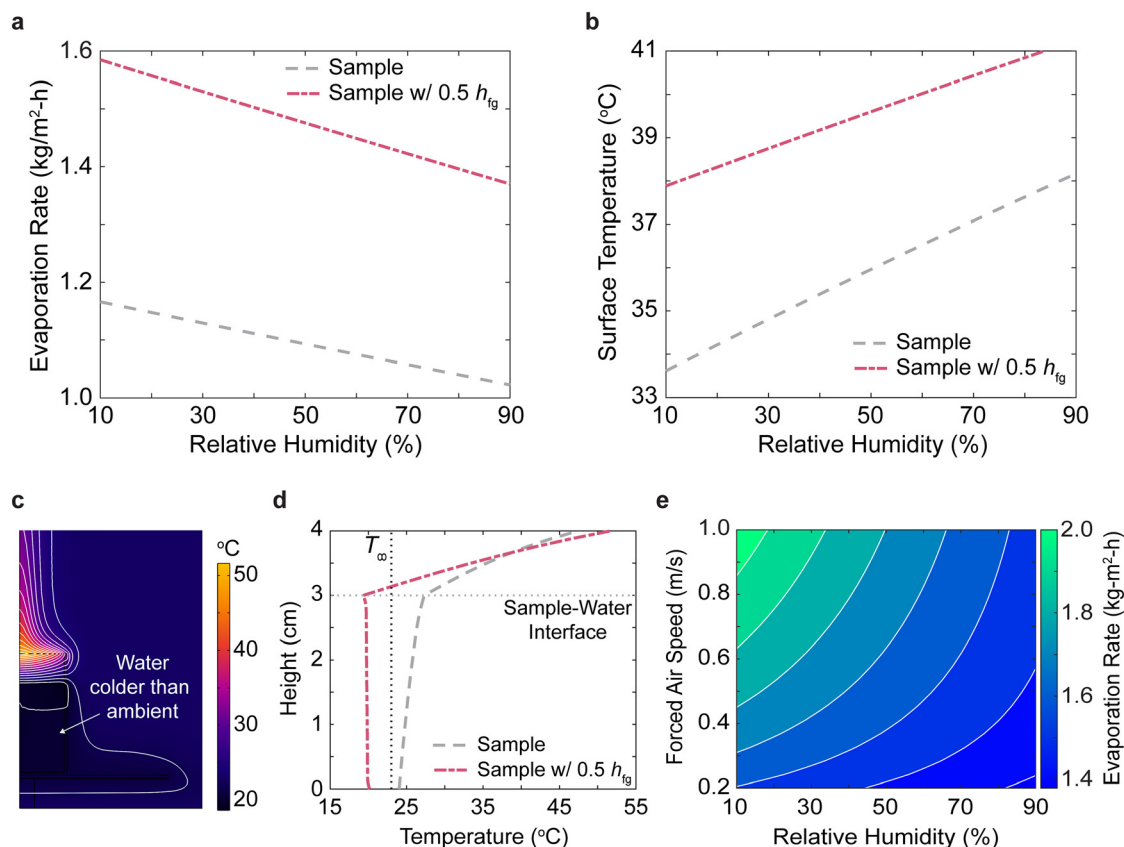 a
1.6
1.4
1.2
1.0
Evaporation Rate (kg/m²-h)
Sample
Sample w/ 0.5 h_fg
10 30 50 70 90
Relative Humidity (%)
b
41
39
37
35
33
Surface Temperature (°C)
Sample
Sample w/ 0.5 h_fg
10 30 50 70 90
Relative Humidity (%)
c
°C
50
40
30
20
Water
colder than
ambient
d
4
3
2
1
0
Height (cm)
T_∞
Sample-Water
Interface
Sample
Sample w/ 0.5 h_fg
15 25 35 45 55
Temperature (°C)
e
1.0
0.8
0.6
0.4
0.2
Forced Air Speed (m/s)
10 30 50 70 90
Relative Humidity (%)
2.0
1.8
1.6
1.4
Evaporation Rate (kg-m²-h)